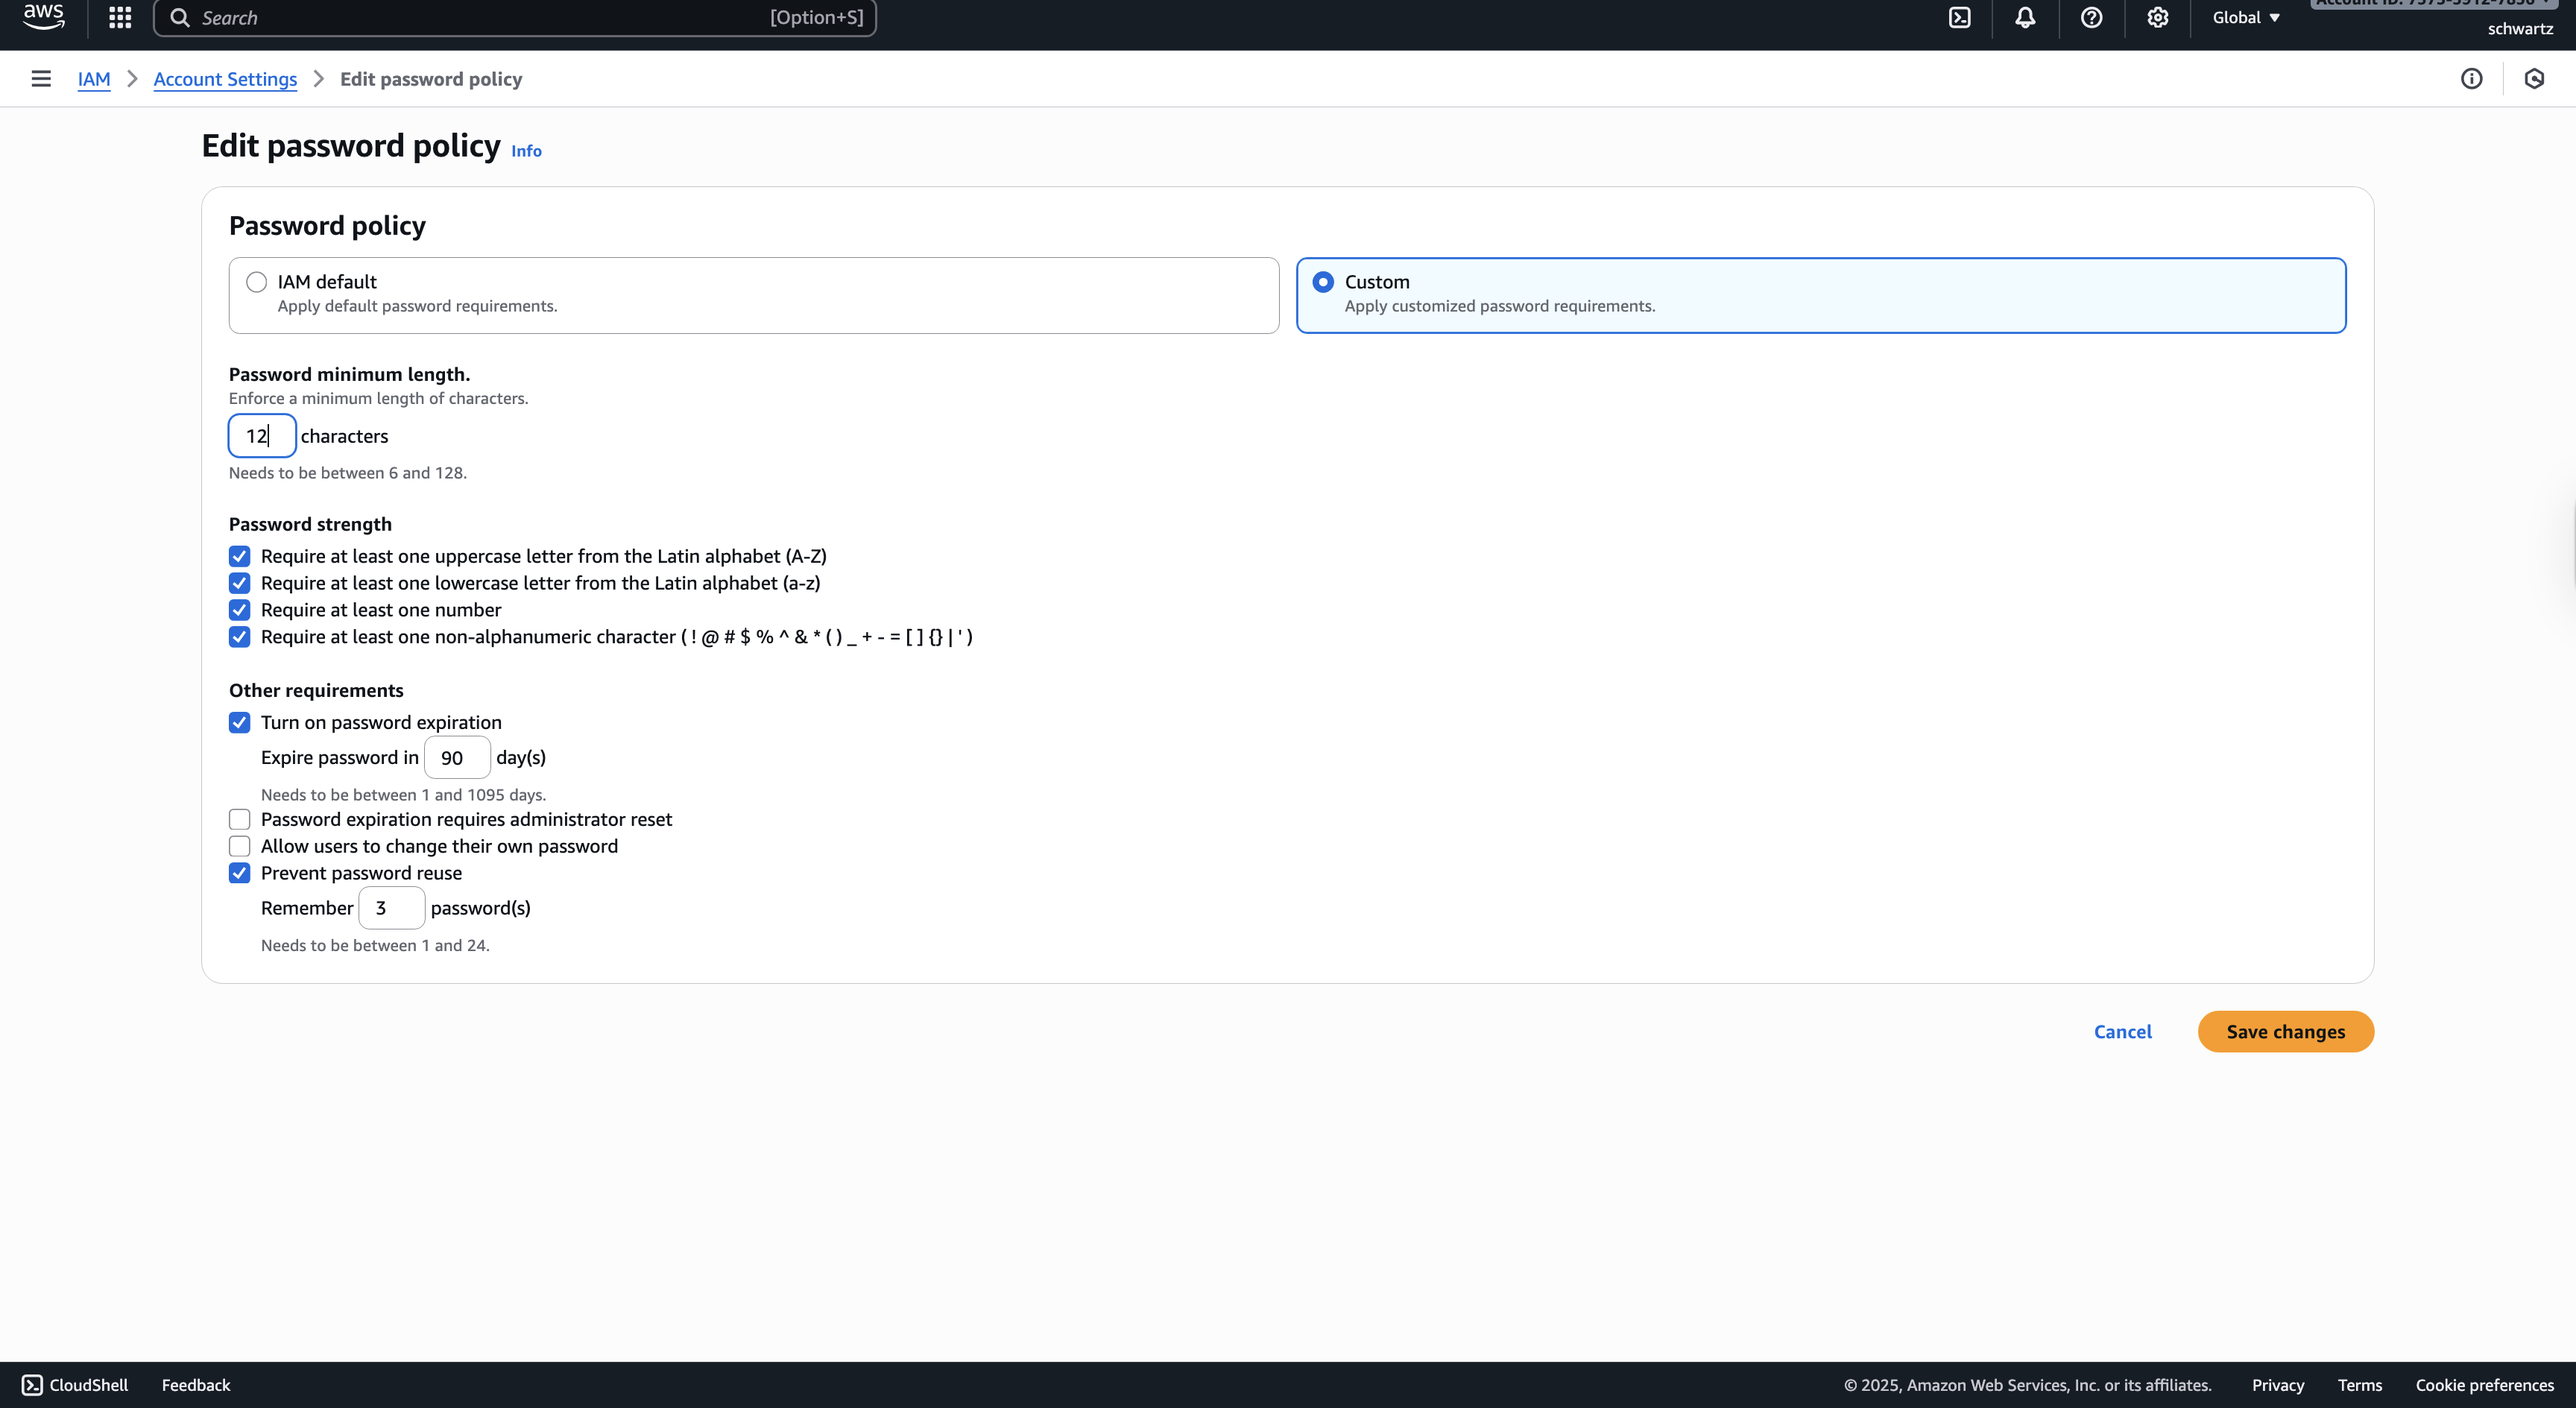 aws
Search [Option+S]
Global
schwartz
IAM > Account Settings > Edit password policy
Edit password policy Info
Password policy
IAM default
Apply default password requirements.
Custom
Apply customized password requirements.
Password minimum length.
Enforce a minimum length of characters.
12 characters
Needs to be between 6 and 128.
Password strength
Require at least one uppercase letter from the Latin alphabet (A-Z)
Require at least one lowercase letter from the Latin alphabet (a-z)
Require at least one number
Require at least one non-alphanumeric character ( ! @ # $ % ^ & * ( ) _ + - = [ ] {} | ' )
Other requirements
Turn on password expiration
Expire password in 90 day(s)
Needs to be between 1 and 1095 days.
Password expiration requires administrator reset
Allow users to change their own password
Prevent password reuse
Remember 3 password(s)
Needs to be between 1 and 24.
Cancel Save changes
CloudShell Feedback © 2025, Amazon Web Services, Inc. or its affiliates. Privacy Terms Cookie preferences